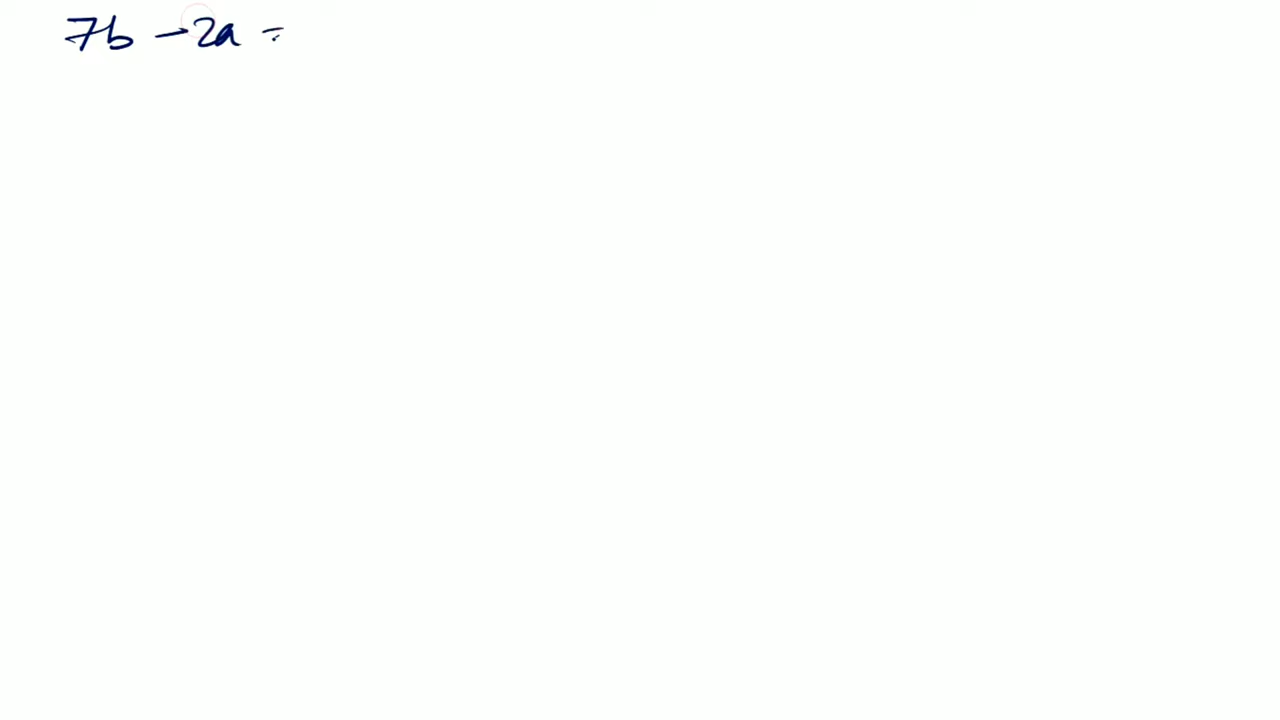 7b - 2a =